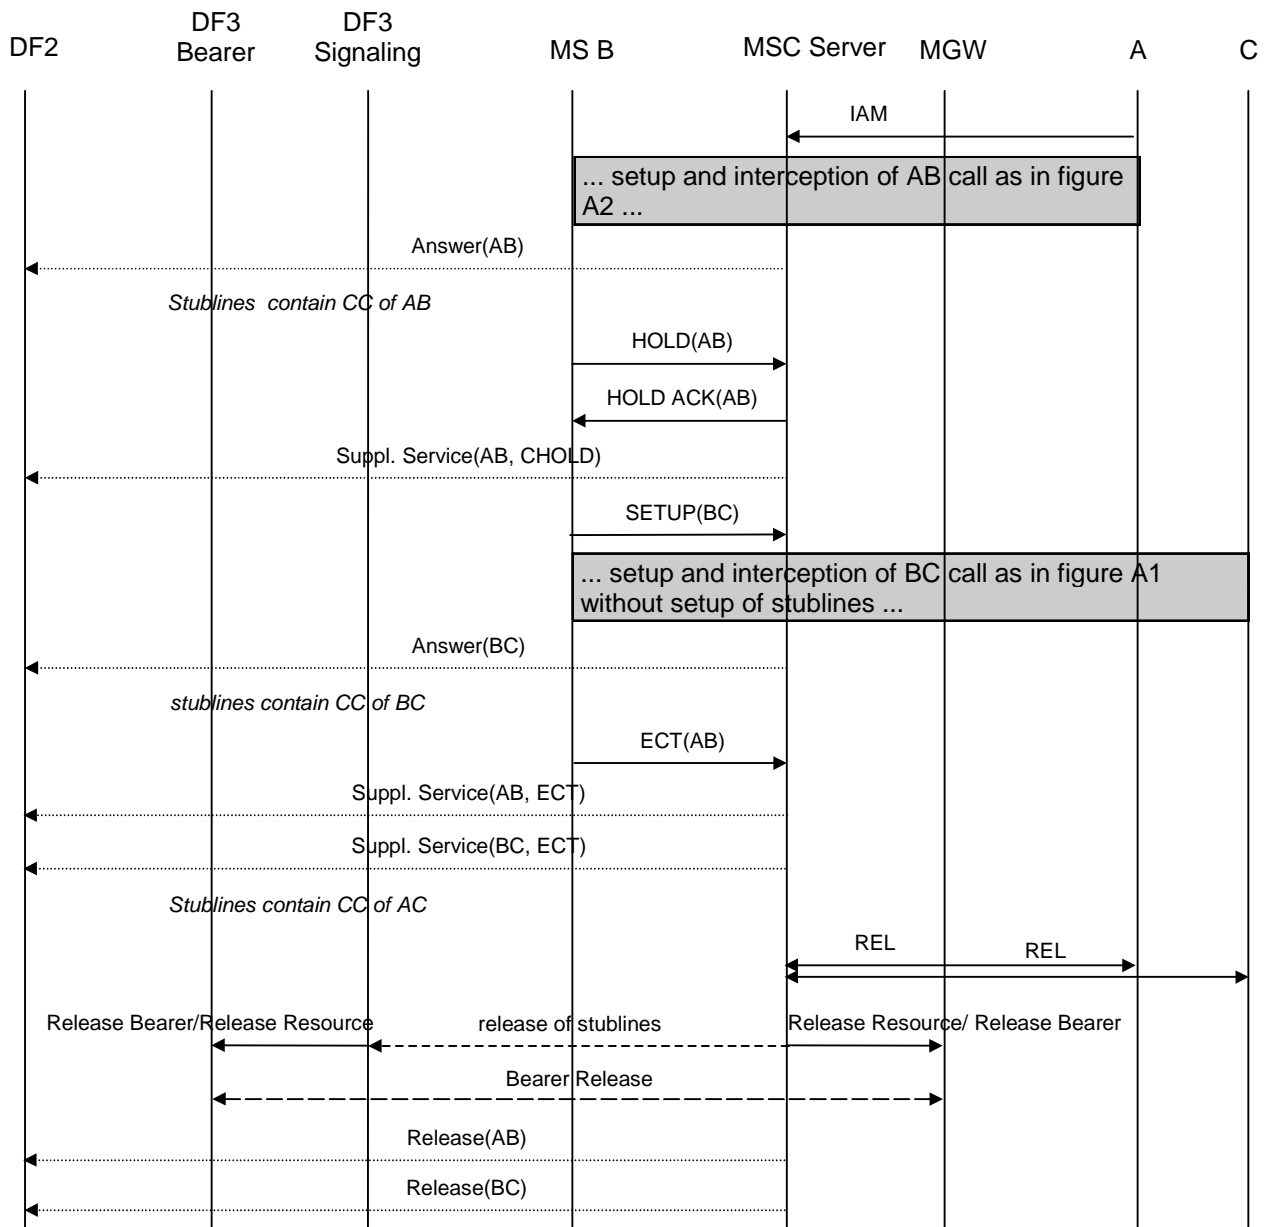 DF2
DF3
Bearer
DF3
Signaling
MS B
MSC Server
MGW
A
C
IAM
... setup and interception of AB call as in figure
A2 ...
Answer(AB)
Stublines contain CC of AB
HOLD(AB)
HOLD ACK(AB)
Suppl. Service(AB, CHOLD)
SETUP(BC)
... setup and interception of BC call as in figure A1
without setup of stublines ...
Answer(BC)
stublines contain CC of BC
ECT(AB)
Suppl. Service(AB, ECT)
Suppl. Service(BC, ECT)
Stublines contain CC of AC
REL
REL
Release Bearer/Release Resource
release of stublines
Release Resource/ Release Bearer
Bearer Release
Release(AB)
Release(BC)